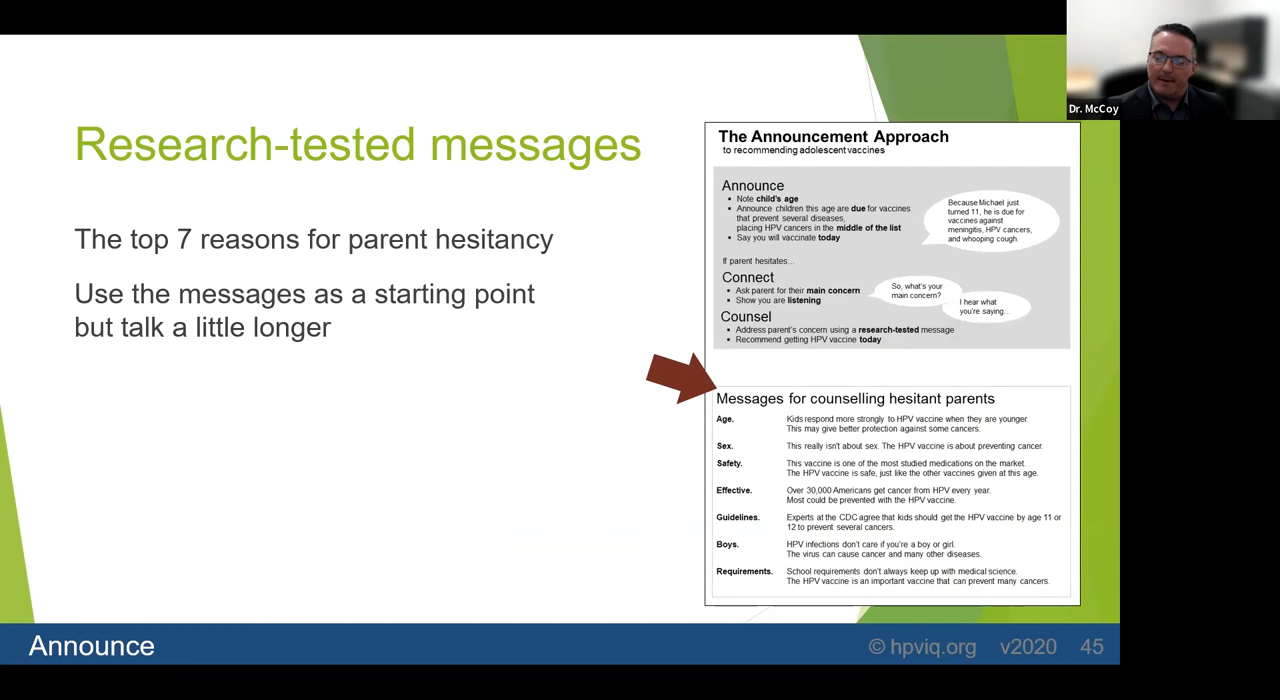 Dr. McCoy
Research-tested messages
The top 7 reasons for parent hesitancy
Use the messages as a starting point
but talk a little longer
The Announcement Approach
to recommending adolescent vaccines
Announce
• Note child's age
• Announce children this age are due for vaccines
that prevent several diseases,
placing HPV cancers in the middle of the list
• Say you will vaccinate today
Because Michael just
turned 11, he is due for
vaccines against
meningitis, HPV cancers,
and whooping cough.
If parent hesitates...
Connect
• Ask parent for their main concern
• Show you are listening
So, what's your
main concern?
I hear what
you're saying...
Counsel
• Address parent's concern using a research-tested message
• Recommend getting HPV vaccine today
Messages for counselling hesitant parents
Age. Kids respond more strongly to HPV vaccine when they are younger.
This may give better protection against some cancers.
Sex. This really isn't about sex. The HPV vaccine is about preventing cancer.
Safety. This vaccine is one of the most studied medications on the market.
The HPV vaccine is safe, just like the other vaccines given at this age.
Effective. Over 30,000 Americans get cancer from HPV every year.
Most could be prevented with the HPV vaccine.
Guidelines. Experts at the CDC agree that kids should get the HPV vaccine by age 11 or
12 to prevent several cancers.
Boys. HPV infections don't care if you're a boy or girl.
The virus can cause cancer and many other diseases.
Requirements. School requirements don't always keep up with medical science.
The HPV vaccine is an important vaccine that can prevent many cancers.
Announce
© hpviq.org v2020 45